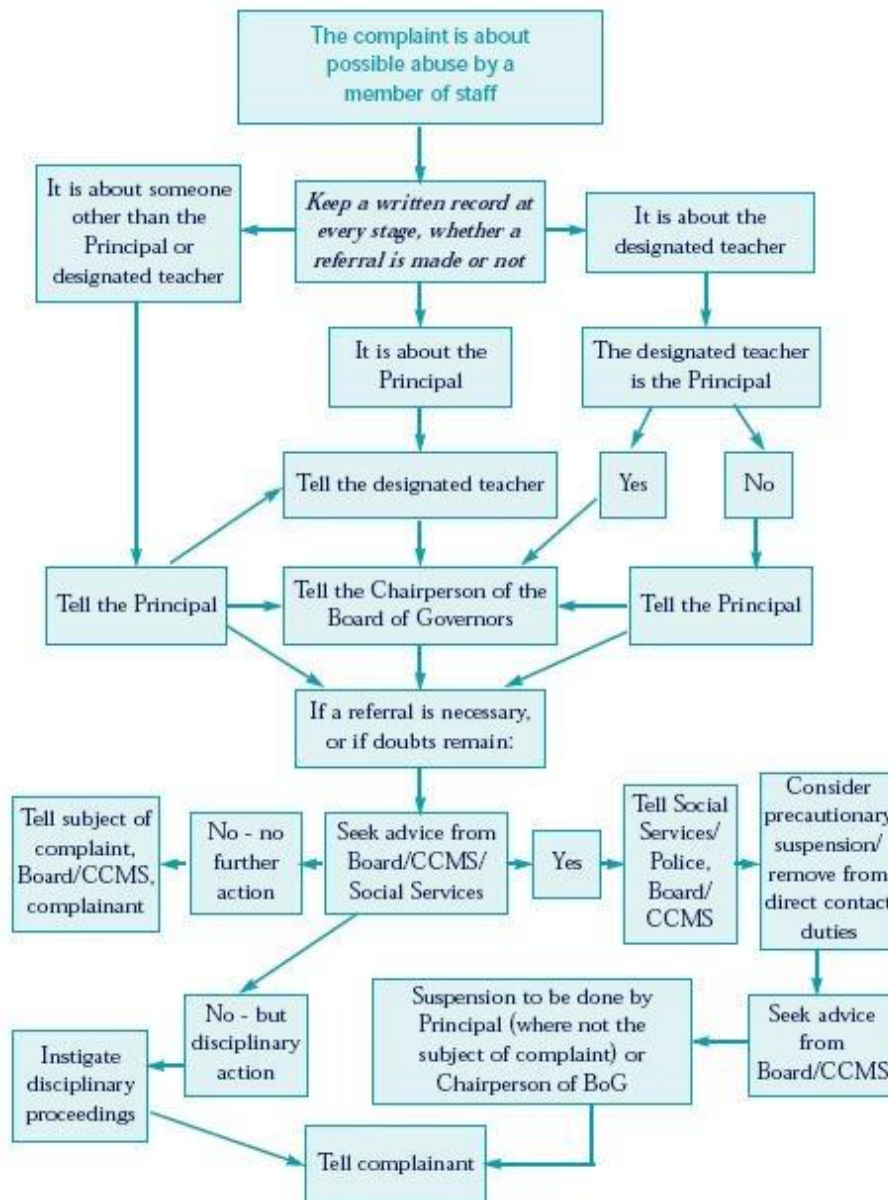 The complaint is about
possible abuse by a
member of staff
It is about someone
other than the
Principal or
designated teacher
Keep a written record at
every stage, whether a
referral is made or not
It is about the
designated teacher
It is about the
Principal
The designated teacher
is the Principal
Tell the designated teacher
Yes
No
Tell the Principal
Tell the Chairperson of the
Board of Governors
Tell the Principal
If a referral is necessary,
or if doubts remain:
Tell subject of
complaint,
Board/CCMS,
complainant
No - no
further
action
Seek advice from
Board/CCMS/
Social Services
Yes
Tell Social
Services/
Police,
Board/
CCMS
Consider
precautionary
suspension/
remove from
direct contact
duties
No - but
disciplinary
action
Instigate
disciplinary
proceedings
Suspension to be done by
Principal (where not the
subject of complaint) or
Chairperson of BoG
Seek advice
from
Board/CCMS
Tell complainant